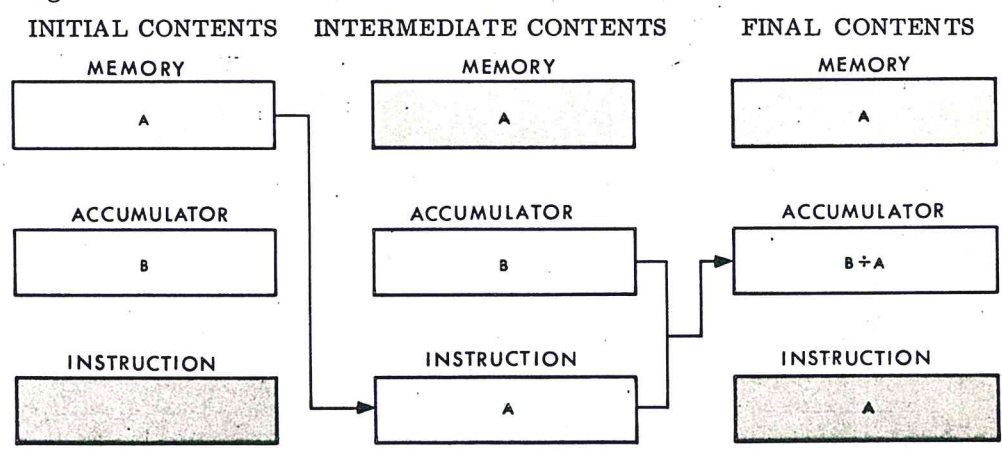 INITIAL CONTENTS INTERMEDIATE CONTENTS FINAL CONTENTS
MEMORY MEMORY MEMORY
A A A
ACCUMULATOR ACCUMULATOR ACCUMULATOR
B B B÷A
INSTRUCTION INSTRUCTION INSTRUCTION
A A